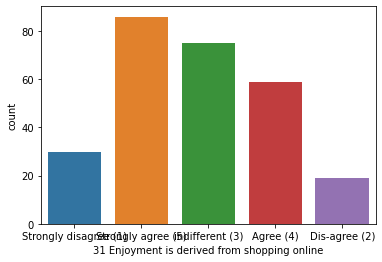 80
60
40
20
0
count
Strongly disagree (1) Strongly agree (5) indifferent (3) Agree (4) Dis-agree (2)
31 Enjoyment is derived from shopping online